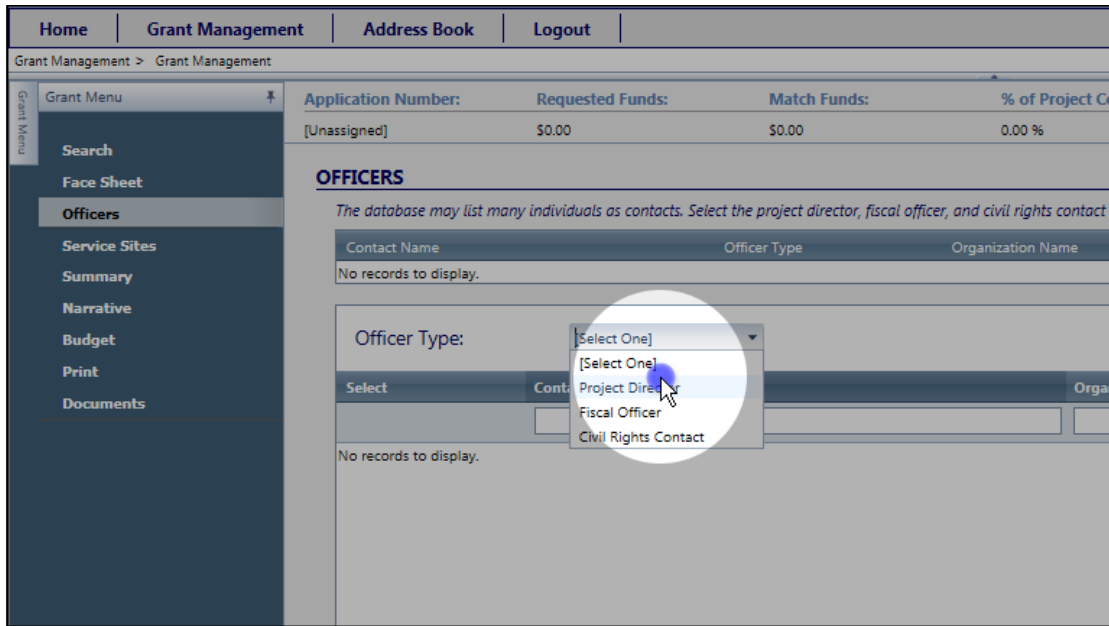 Home Grant Management Address Book Logout
Grant Management > Grant Management
Grant Menu
Grant Menu
Search
Face Sheet
Officers
Service Sites
Summary
Narrative
Budget
Print
Documents
Application Number: Requested Funds: Match Funds: % of Project
[Unassigned] $0.00 $0.00 0.00 %
OFFICERS
The database may list many individuals as contacts. Select the project director, fiscal officer, and civil rights contact
Contact Name Officer Type Organization Name
No records to display.
Officer Type: [Select One]
[Select One]
Project Director
Fiscal Officer
Civil Rights Contact
Select
No records to display.